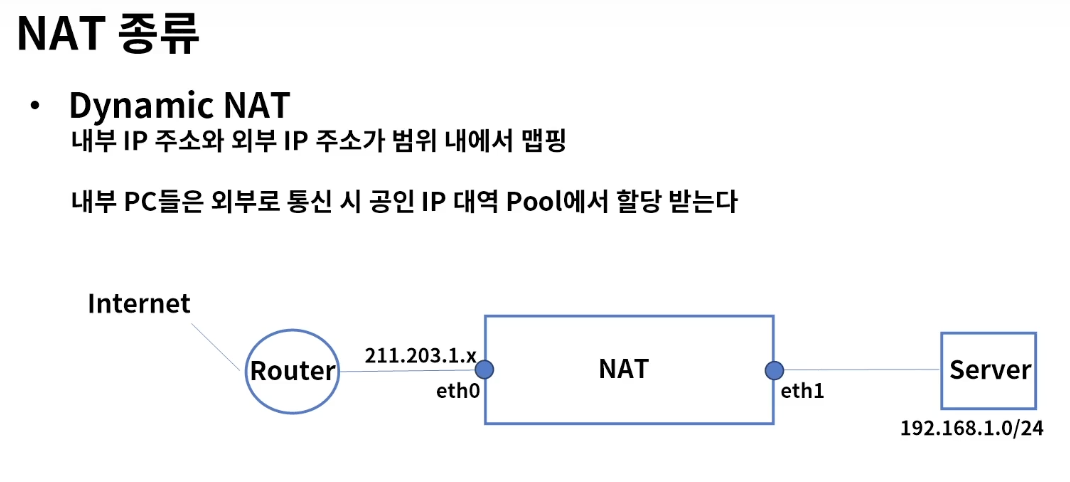 NAT 종류
• Dynamic NAT
내부 IP 주소와 외부 IP 주소가 범위 내에서 맵핑
내부 PC들은 외부로 통신 시 공인 IP 대역 Pool에서 할당 받는다
Internet
Router
211.203.1.x
eth0
NAT
eth1
Server
192.168.1.0/24